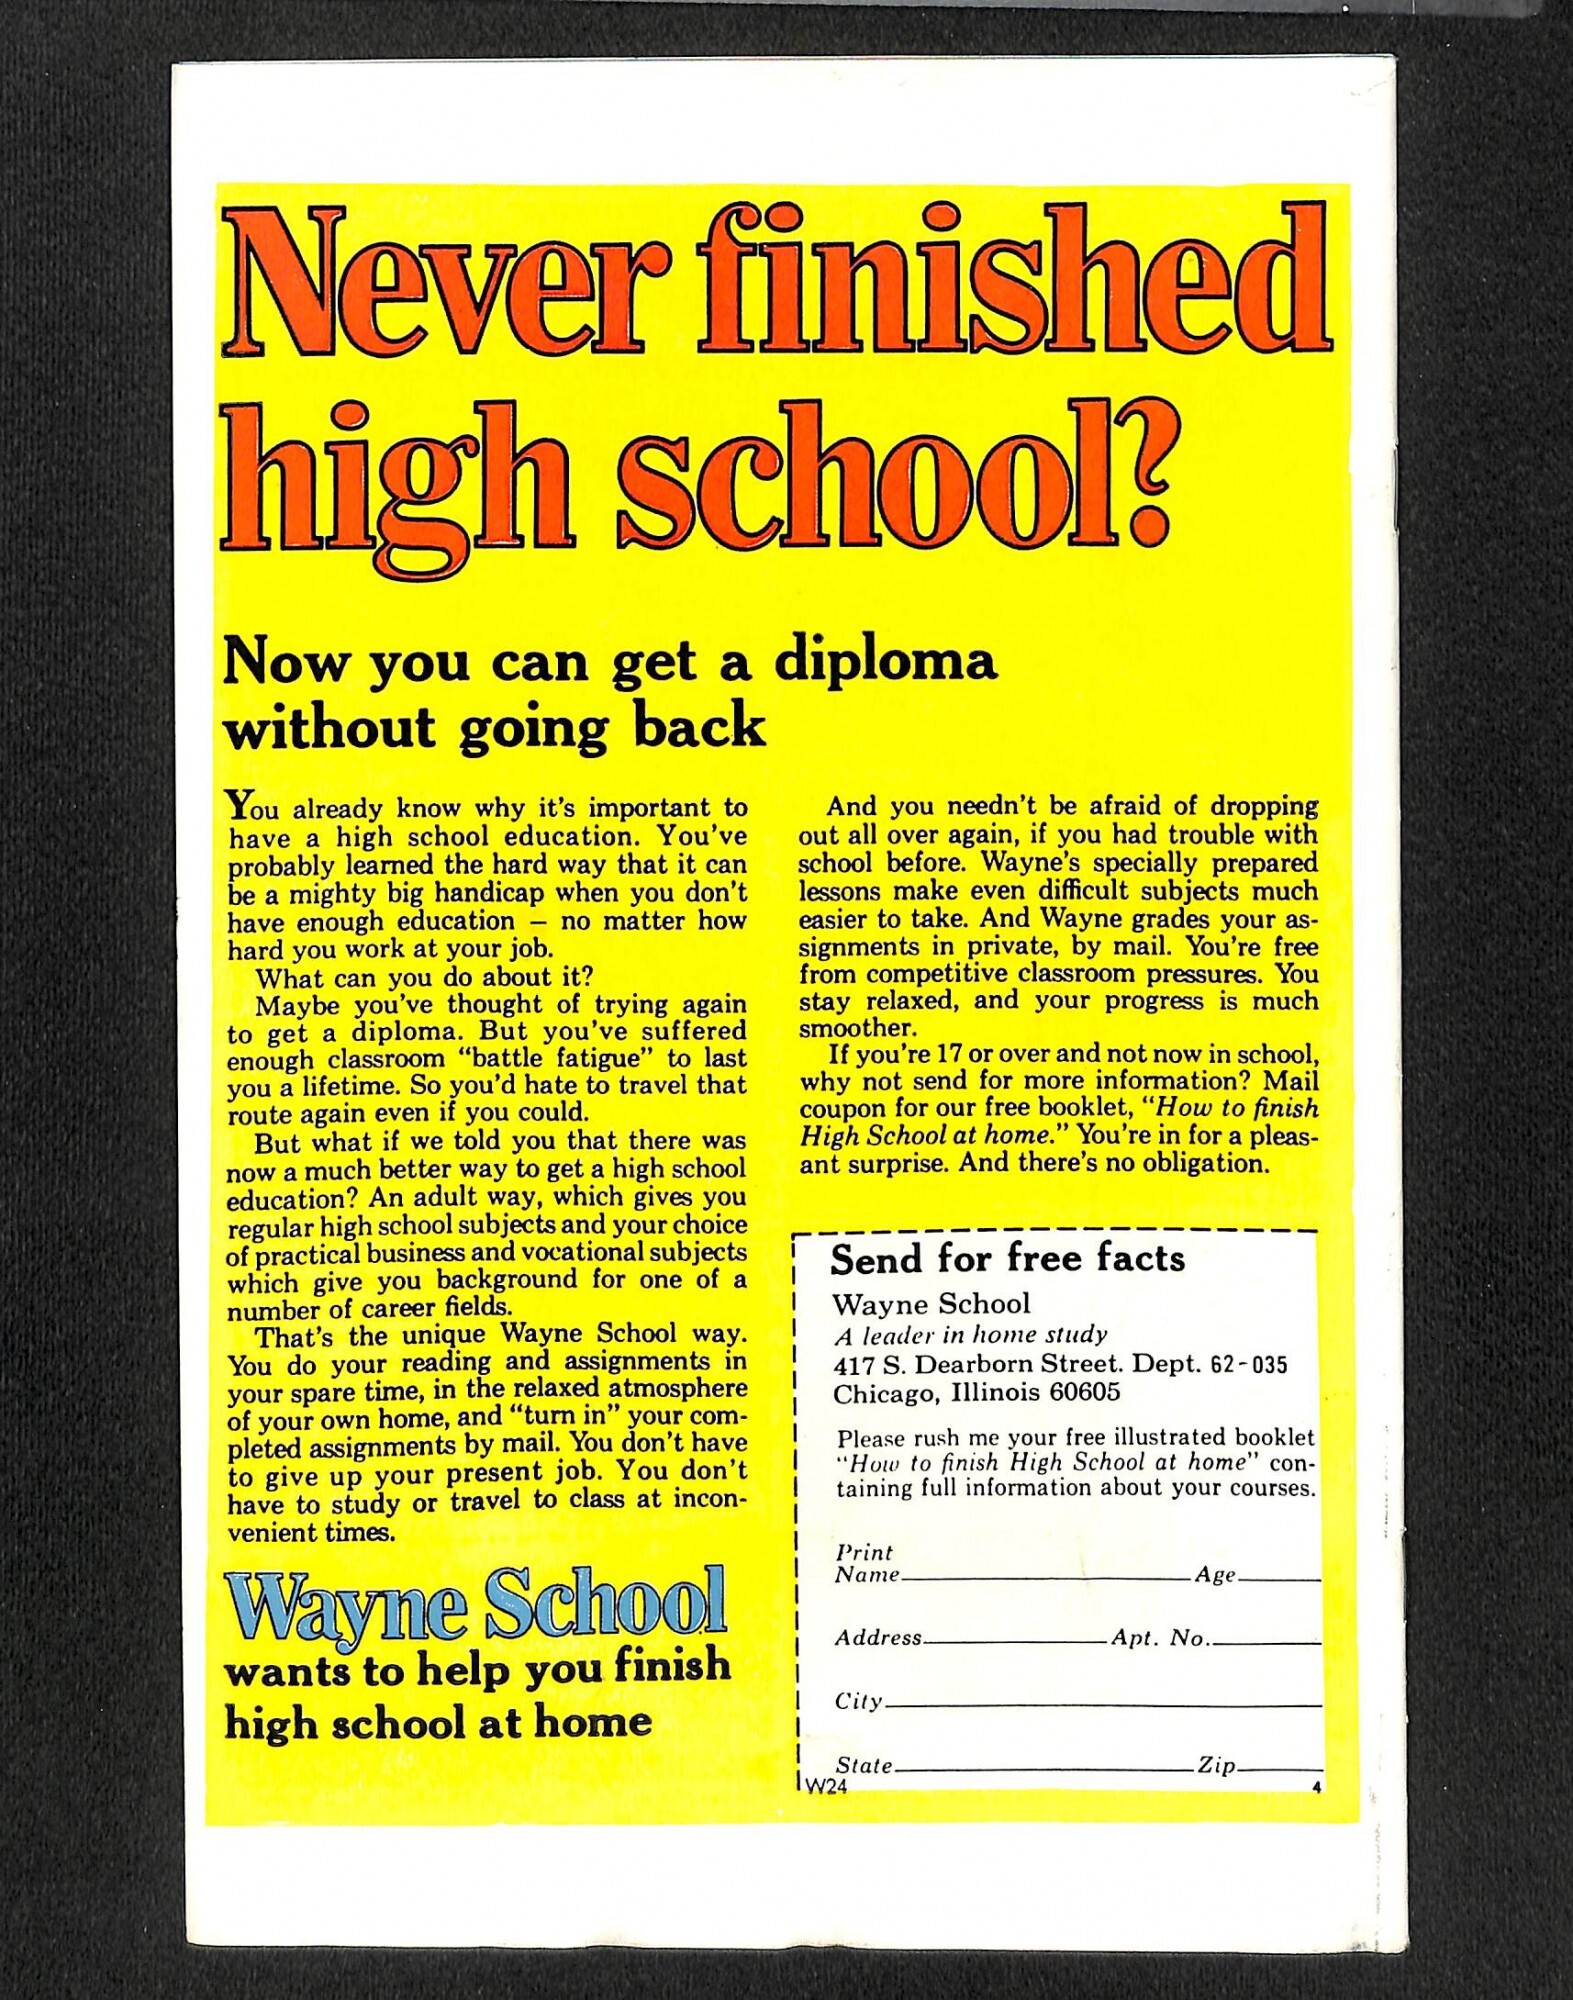 Never finished
high school?
Now you can get a diploma
without going back
You already know why it's important to
have a high school education. You've
probably learned the hard way that it can
be a mighty big handicap when you don't
have enough education – no matter how
hard you work at your job.
What can you do about it?
Maybe you've thought of trying again
to get a diploma. But you've suffered
enough classroom “battle fatigue” to last
you a lifetime. So you'd hate to travel that
route again even if you could.
But what if we told you that there was
now a much better way to get a high school
education? An adult way, which gives you
regular high school subjects and your choice
of practical business and vocational subjects
which give you background for one of a
number of career fields.
That's the unique Wayne School way.
You do your reading and assignments in
your spare time, in the relaxed atmosphere
of your own home, and “turn in” your com-
pleted assignments by mail. You don't have
to give up your present job. You don't
have to study or travel to class at incon-
venient times.
Wayne School
wants to help you finish
high school at home
And you needn't be afraid of dropping
out all over again, if you had trouble with
school before. Wayne's specially prepared
lessons make even difficult subjects much
easier to take. And Wayne grades your as-
signments in private, by mail. You're free
from competitive classroom pressures. You
stay relaxed, and your progress is much
smoother.
If you're 17 or over and not now in school,
why not send for more information? Mail
coupon for our free booklet, “How to finish
High School at home.” You're in for a pleas-
ant surprise. And there's no obligation.
Send for free facts
Wayne School
A leader in home study
417 S. Dearborn Street. Dept. 62-035
Chicago, Illinois 60605
Please rush me your free illustrated booklet
“How to finish High School at home” con-
taining full information about your courses.
Print
Name Age
Address Apt. No.
City
State Zip
W24 4